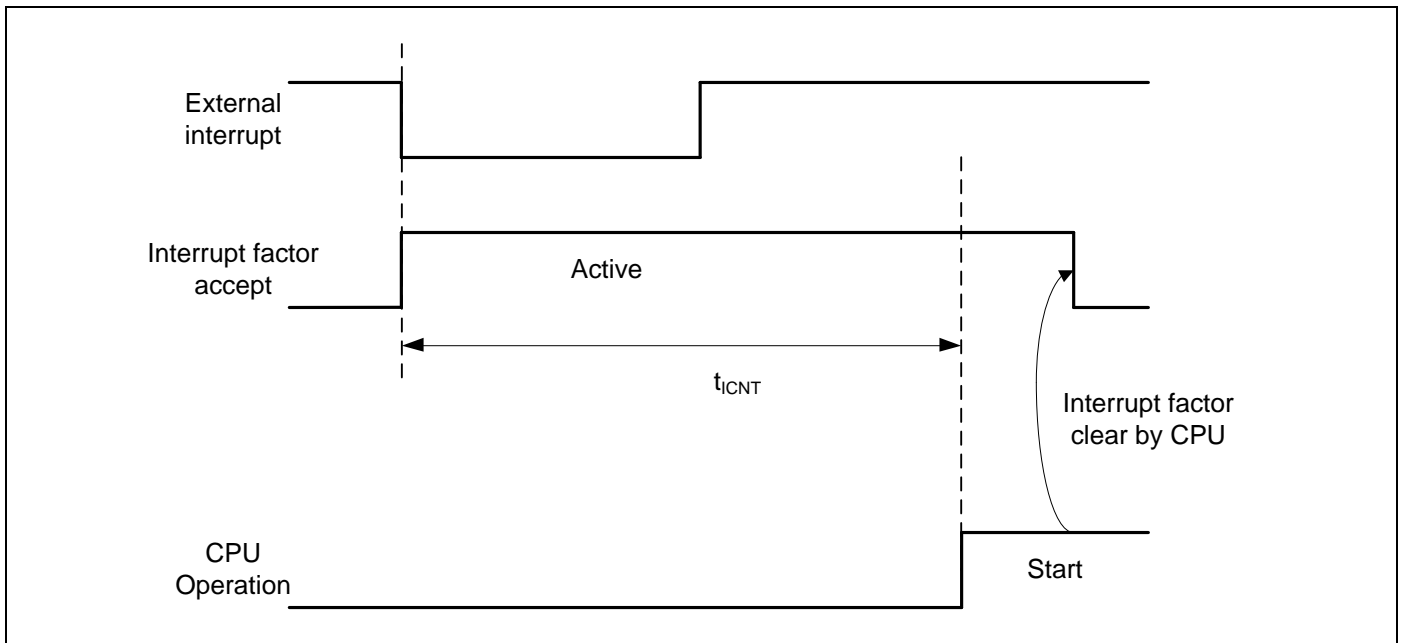 External
interrupt
Interrupt factor
accept
Active
tICNT
Interrupt factor
clear by CPU
CPU
Operation
Start